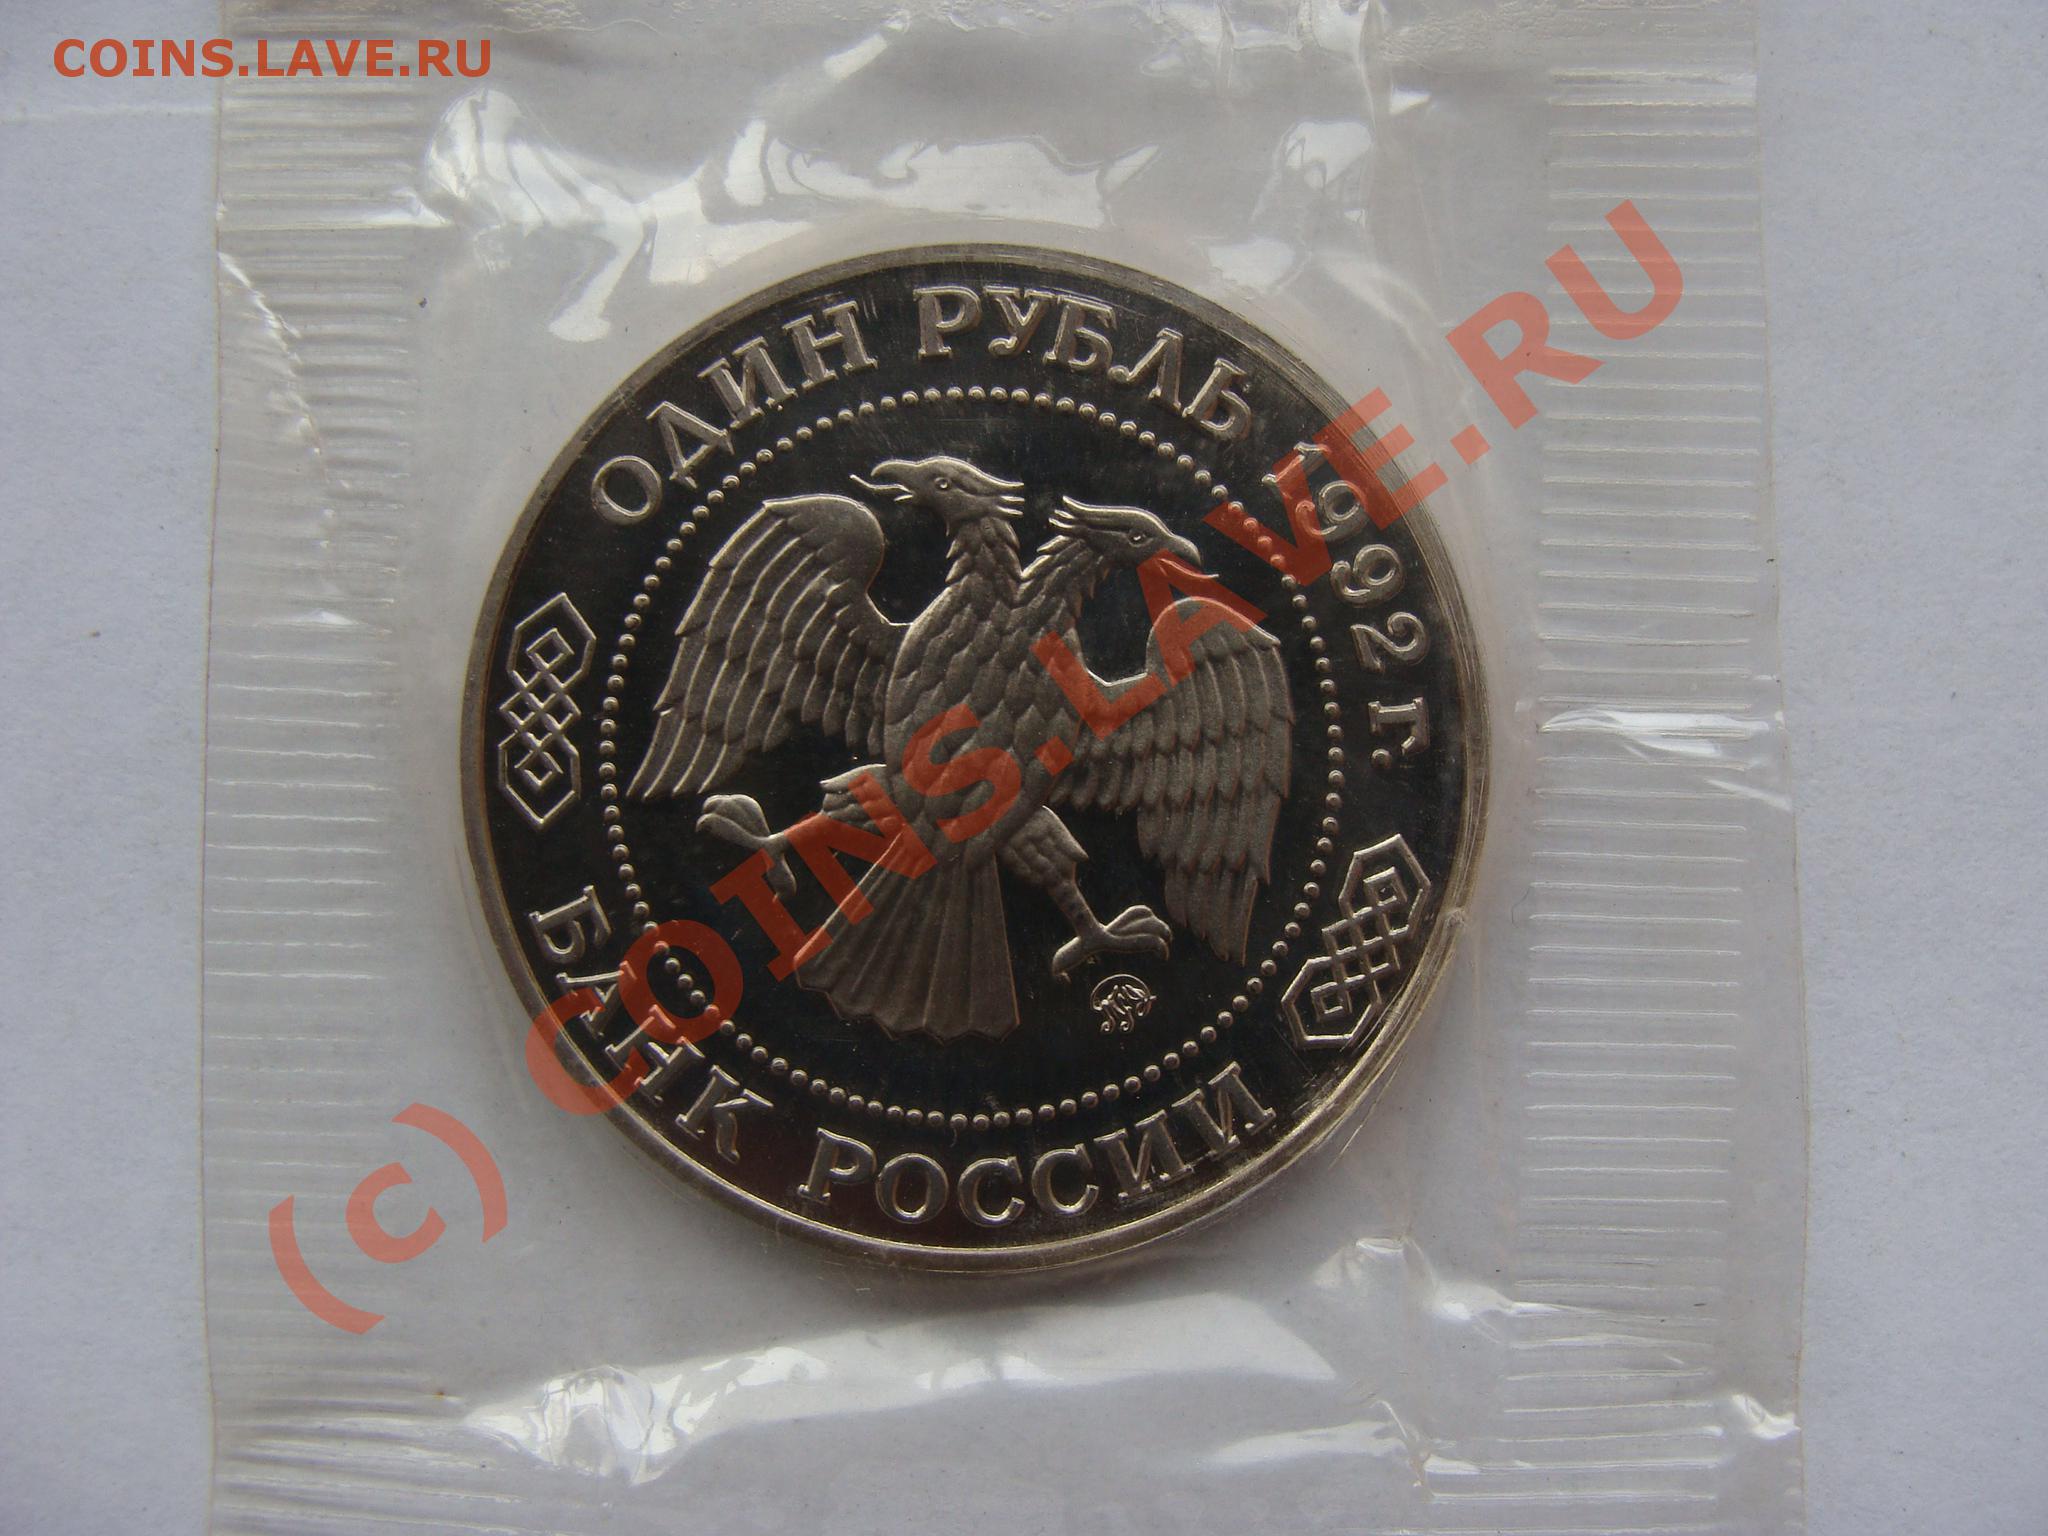 COINS.LAVE.RU
ОДИН РУБЛЬ 1992 г.
БАНК РОССИИ
(c) COINS.LAVE.RU